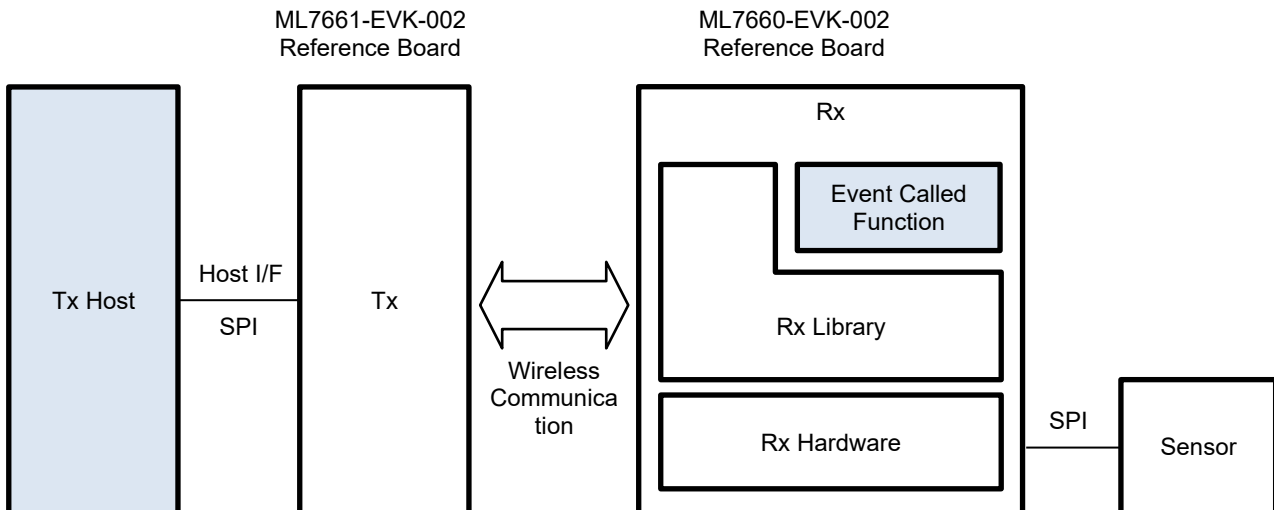 ML7661-EVK-002
Reference Board
ML7660-EVK-002
Reference Board
Rx
Event Called
Function
Host I/F
Tx Host
Tx
SPI
Rx Library
Wireless
Communica
tion
SPI
Rx Hardware
Sensor